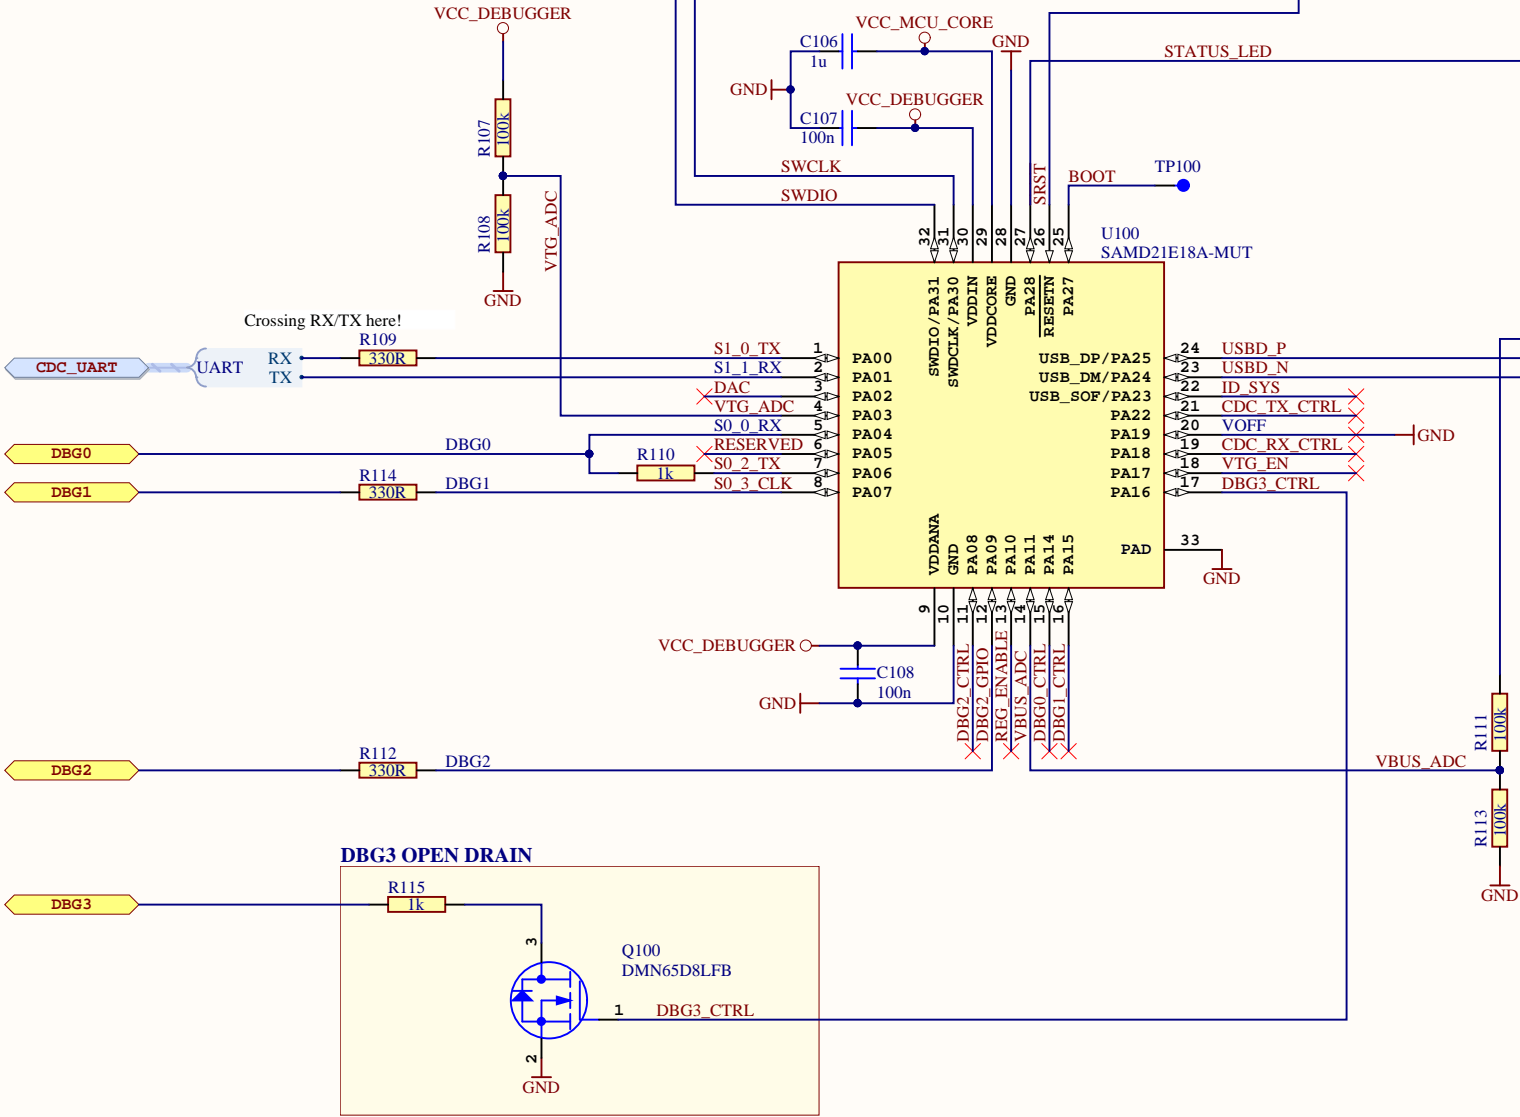 VCC_DEBUGGER
R107
100k
R108
100k
VTG_ADC
GND
C106
1u
VCC_MCU_CORE
GND
GND
C107
100n
VCC_DEBUGGER
STATUS_LED
SWCLK
SWDIO
SRST
BOOT
TP100
U100
SAMD21E18A-MUT
32
31
30
29
28
27
26
25
SWDIO/PA31
SWDCLK/PA30
VDDIN
VDDCORE
GND
PA28
RESETN
PA27
Crossing RX/TX here!
CDC_UART
UART
RX
TX
R109
330R
S1_0_TX
1
PA00
S1_1_RX
2
PA01
DAC
3
PA02
VTG_ADC
4
PA03
S0_0_RX
5
PA04
RESERVED
6
PA05
S0_2_TX
7
PA06
S0_3_CLK
8
PA07
DBG0
DBG0
R110
1k
DBG1
R114
330R
DBG1
USB_DP/PA25
24
USBD_P
USB_DM/PA24
23
USBD_N
USB_SOF/PA23
22
ID_SYS
PA22
21
CDC_TX_CTRL
PA19
20
VOFF
GND
PA18
19
CDC_RX_CTRL
PA17
18
VTG_EN
PA16
17
DBG3_CTRL
PAD
33
GND
VDDANA
GND
PA08
PA09
PA10
PA11
PA14
PA15
9
10
11
12
13
14
15
16
VCC_DEBUGGER
C108
100n
GND
DBG2_CTRL
DBG2_GPIO
REG_ENABLE
VBUS_ADC
DBG0_CTRL
DBG1_CTRL
DBG2
R112
330R
DBG2
VBUS_ADC
R111
100k
R113
100k
GND
DBG3 OPEN DRAIN
DBG3
R115
1k
3
Q100
DMN65D8LFB
1
DBG3_CTRL
2
GND